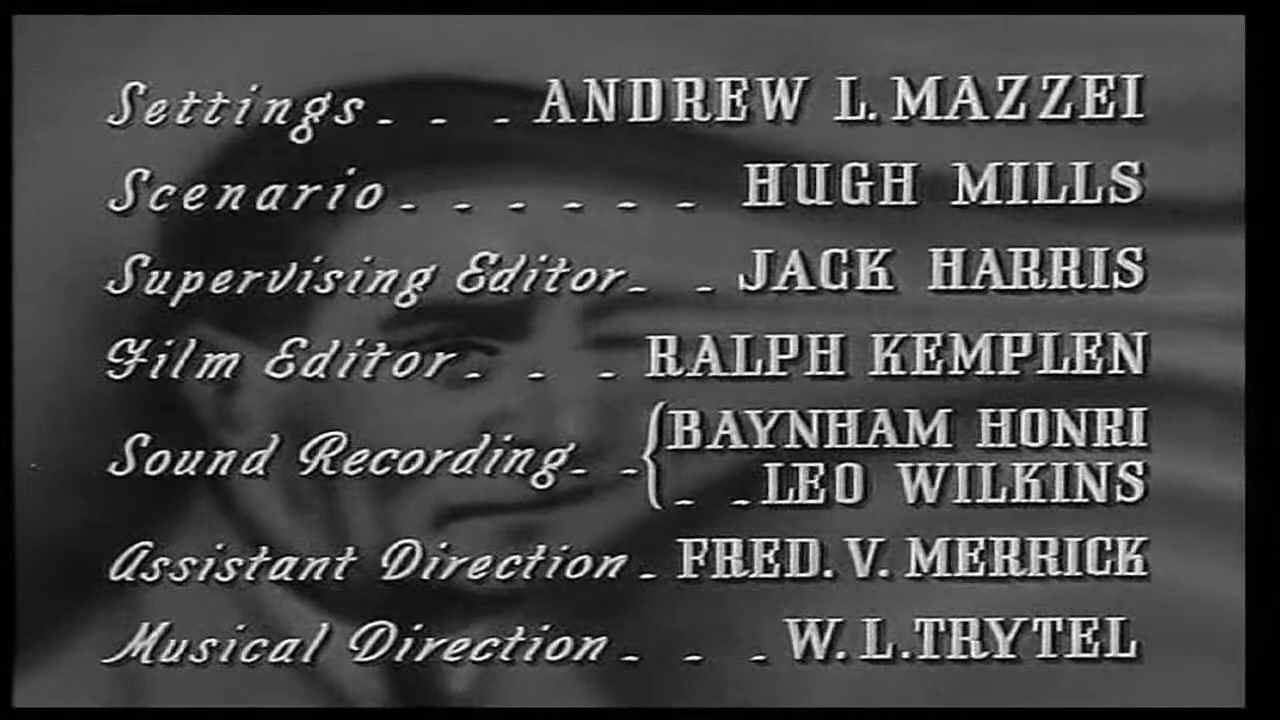 Settings. - - - ANDREW L. MAZZEI
Scenario. - - - - - - HUGH MILLS
Supervising Editor. - - JACK HARRIS
Film Editor. - - - RALPH KEMPLEN
Sound Recording. - - { BAYNHAM HONRI
- - LEO WILKINS
Assistant Direction - FRED. V. MERRICK
Musical Direction - - - W. L. TRYTEL